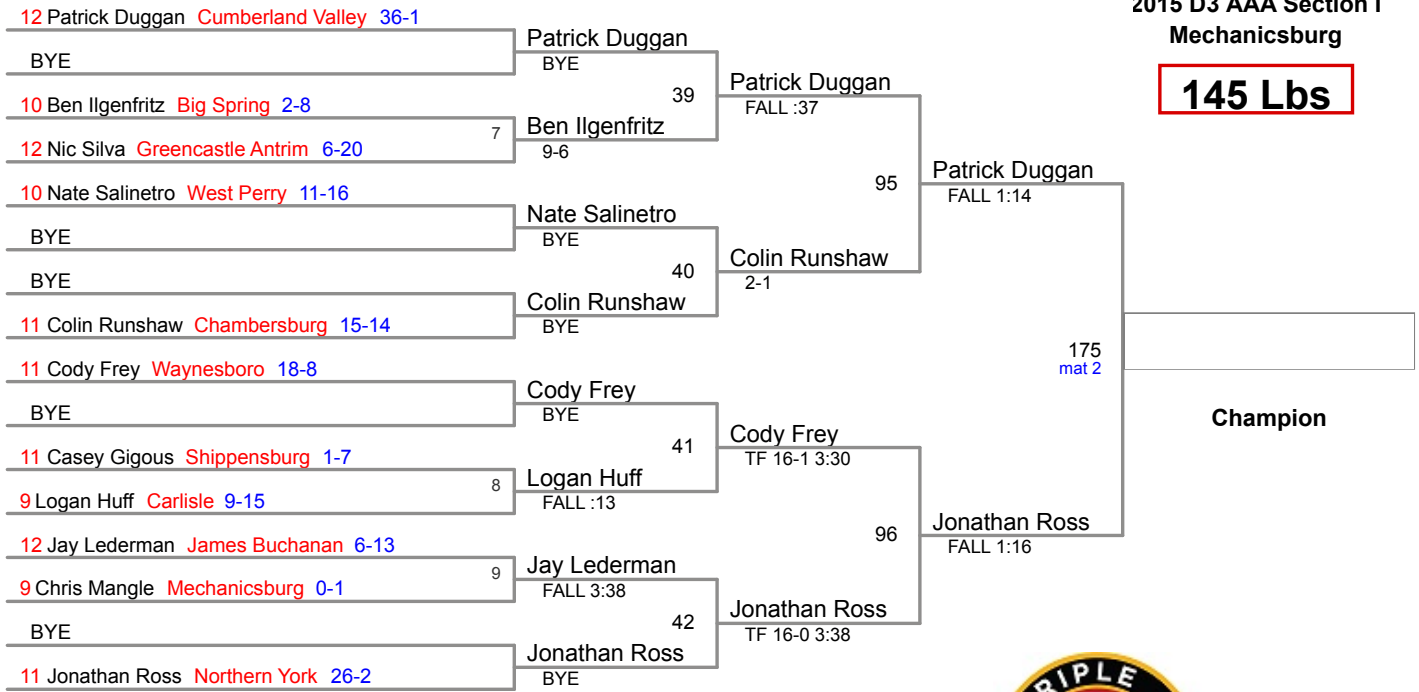 2015 D3 AAA Section I
Mechanicsburg
145 Lbs
12 Patrick Duggan Cumberland Valley 36-1
BYE
10 Ben Ilgenfritz Big Spring 2-8
12 Nic Silva Greencastle Antrim 6-20
10 Nate Salinetro West Perry 11-16
BYE
BYE
11 Colin Runshaw Chambersburg 15-14
11 Cody Frey Waynesboro 18-8
BYE
11 Casey Gigous Shippensburg 1-7
9 Logan Huff Carlisle 9-15
12 Jay Lederman James Buchanan 6-13
9 Chris Mangle Mechanicsburg 0-1
BYE
11 Jonathan Ross Northern York 26-2
Patrick Duggan
BYE
7
Ben Ilgenfritz
9-6
Nate Salinetro
BYE
Colin Runshaw
BYE
Cody Frey
BYE
8
Logan Huff
FALL :13
9
Jay Lederman
FALL 3:38
Jonathan Ross
BYE
39
Patrick Duggan
FALL :37
40
Colin Runshaw
2-1
41
Cody Frey
TF 16-1 3:30
42
Jonathan Ross
TF 16-0 3:38
95
Patrick Duggan
FALL 1:14
96
Jonathan Ross
FALL 1:16
175
mat 2
Champion
RIPLE